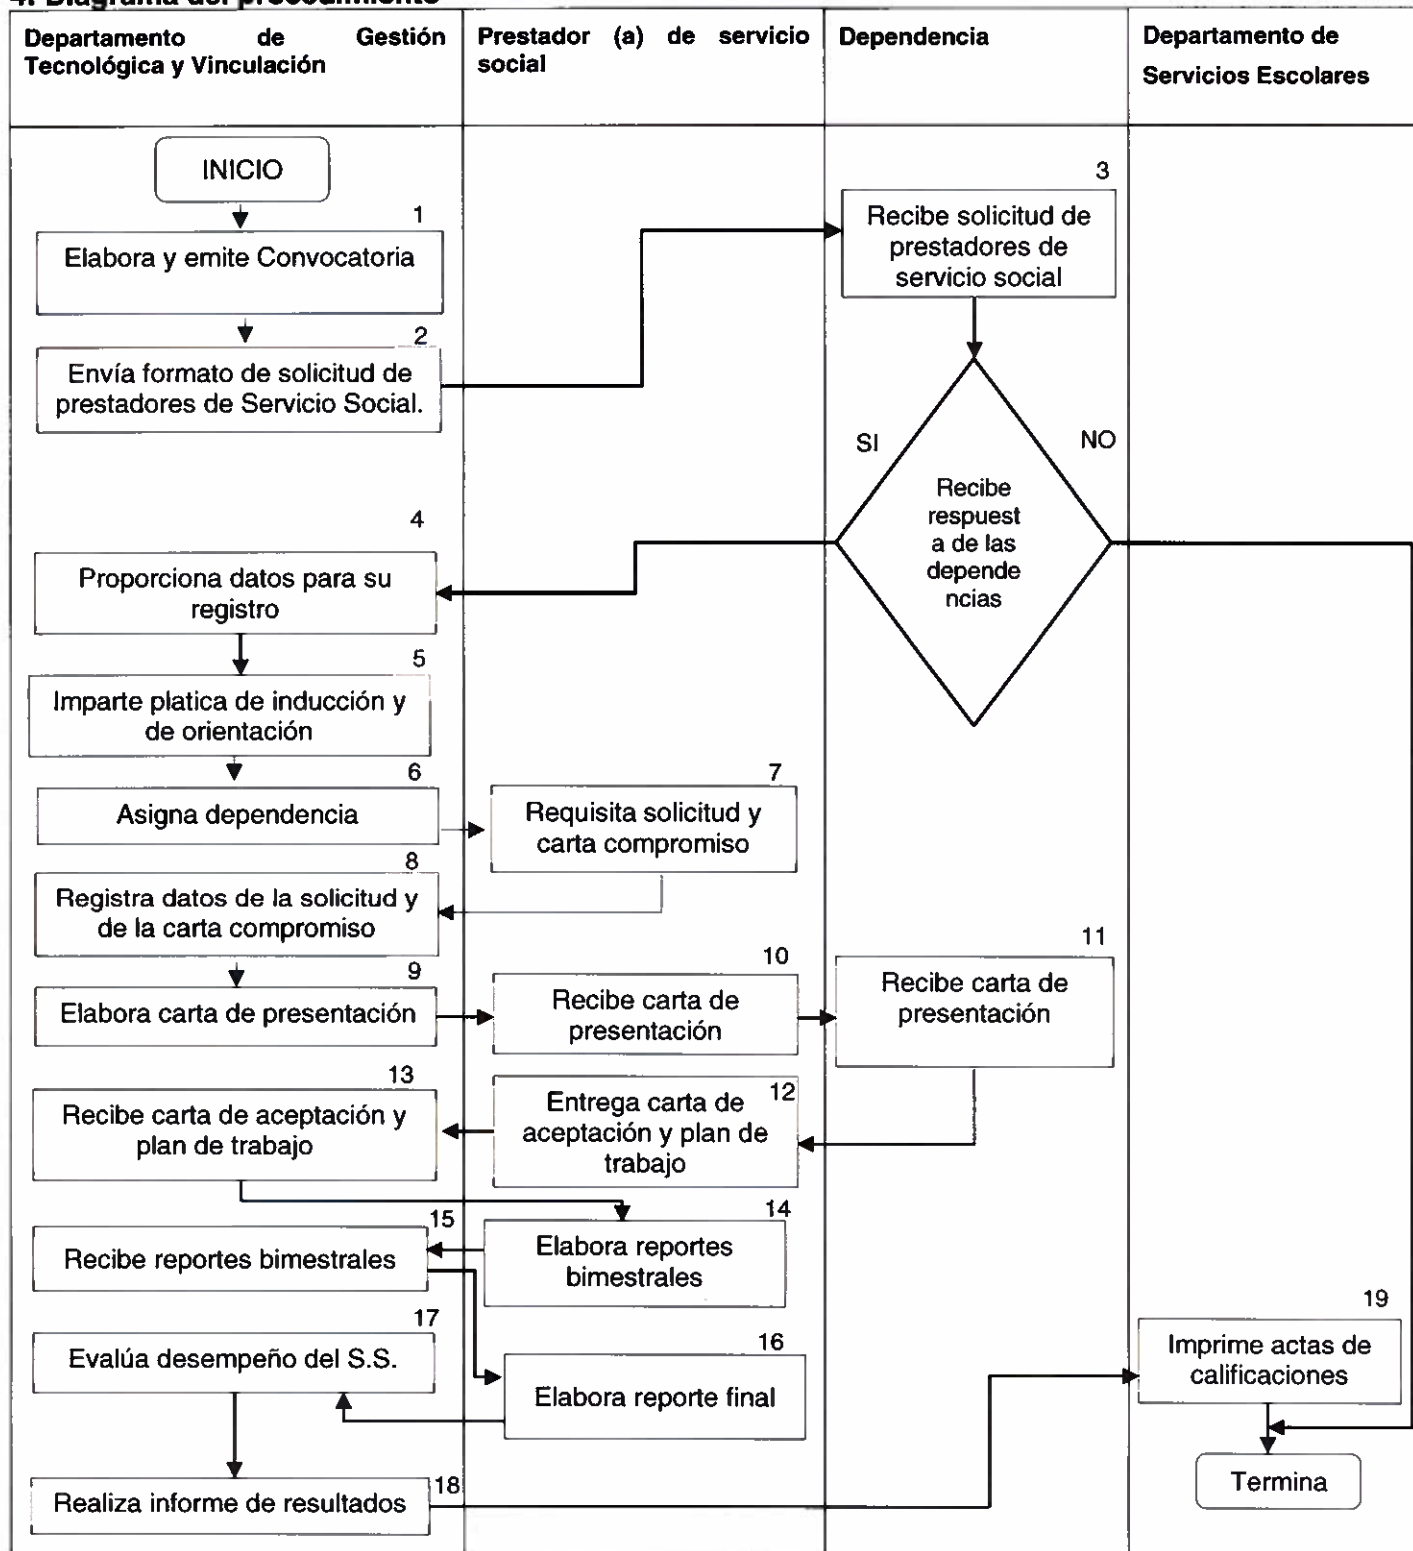 4. Diagrama del procedimiento
Departamento de Gestión
Tecnológica y Vinculación
Prestador (a) de servicio
social
Dependencia
Departamento de
Servicios Escolares
INICIO
1
Elabora y emite Convocatoria
2
Envía formato de solicitud de
prestadores de Servicio Social.
3
Recibe solicitud de
prestadores de
servicio social
SI
NO
Recibe
respuest
a de las
depende
ncias
4
Proporciona datos para su
registro
5
Imparte platica de inducción y
de orientación
6
Asigna dependencia
7
Requisita solicitud y
carta compromiso
8
Registra datos de la solicitud y
de la carta compromiso
9
Elabora carta de presentación
10
Recibe carta de
presentación
11
Recibe carta de
presentación
12
Entrega carta de
aceptación y plan de
trabajo
13
Recibe carta de aceptación y
plan de trabajo
14
Elabora reportes
bimestrales
15
Recibe reportes bimestrales
16
Elabora reporte final
17
Evalúa desempeño del S.S.
18
Realiza informe de resultados
19
Imprime actas de
calificaciones
Termina